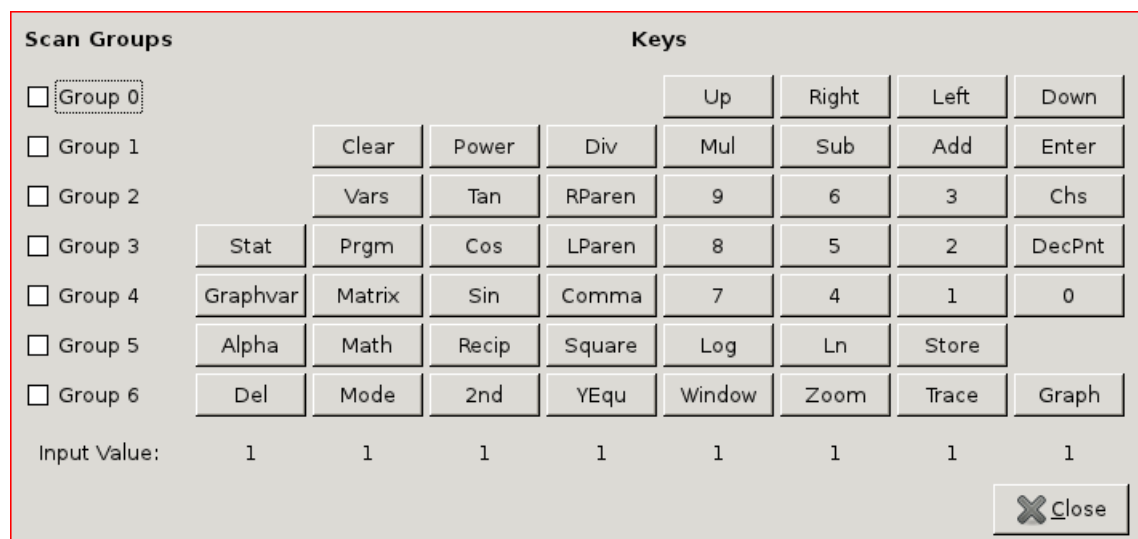 Scan Groups Keys
Group 0 Up Right Left Down
Group 1 Clear Power Div Mul Sub Add Enter
Group 2 Vars Tan RParen 9 6 3 Chs
Group 3 Stat Prgm Cos LParen 8 5 2 DecPnt
Group 4 Graphvar Matrix Sin Comma 7 4 1 0
Group 5 Alpha Math Recip Square Log Ln Store
Group 6 Del Mode 2nd YEqu Window Zoom Trace Graph
Input Value: 1 1 1 1 1 1 1 1
Close